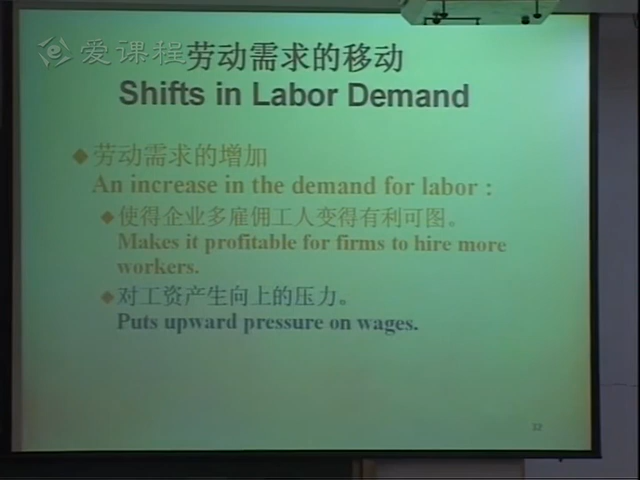 爱课程
劳动需求的移动
Shifts in Labor Demand
劳动需求的增加
An increase in the demand for labor :
使得企业多雇佣工人变得有利可图。
Makes it profitable for firms to hire more
workers.
对工资产生向上的压力。
Puts upward pressure on wages.
32